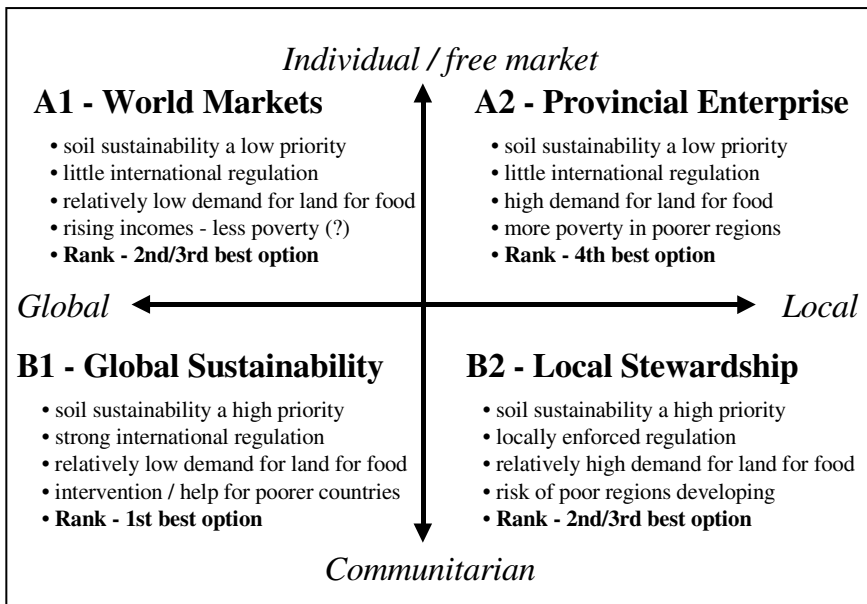 Individual / free market
A1 - World Markets
• soil sustainability a low priority
• little international regulation
• relatively low demand for land for food
• rising incomes - less poverty (?)
• Rank - 2nd/3rd best option
A2 - Provincial Enterprise
• soil sustainability a low priority
• little international regulation
• high demand for land for food
• more poverty in poorer regions
• Rank - 4th best option
Global
Local
B1 - Global Sustainability
• soil sustainability a high priority
• strong international regulation
• relatively low demand for land for food
• intervention / help for poorer countries
• Rank - 1st best option
B2 - Local Stewardship
• soil sustainability a high priority
• locally enforced regulation
• relatively high demand for land for food
• risk of poor regions developing
• Rank - 2nd/3rd best option
Communitarian